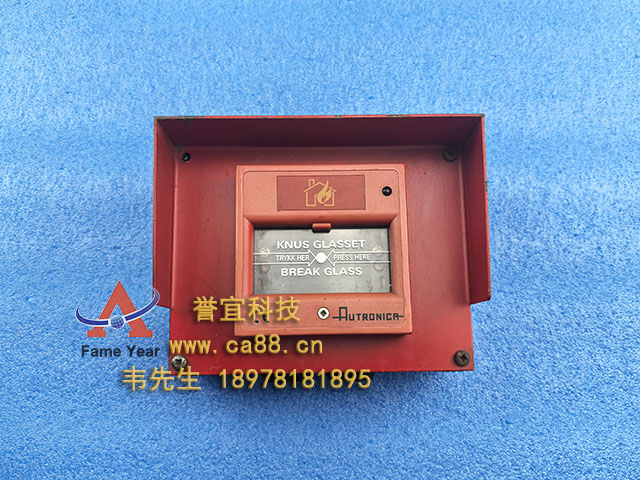 KNUS GLASSET
TRYKK HER PRESS HERE
BREAK GLASS
AUTRONICA
誉宜科技
Fame Year
www.ca88.cn
韦先生 18978181895